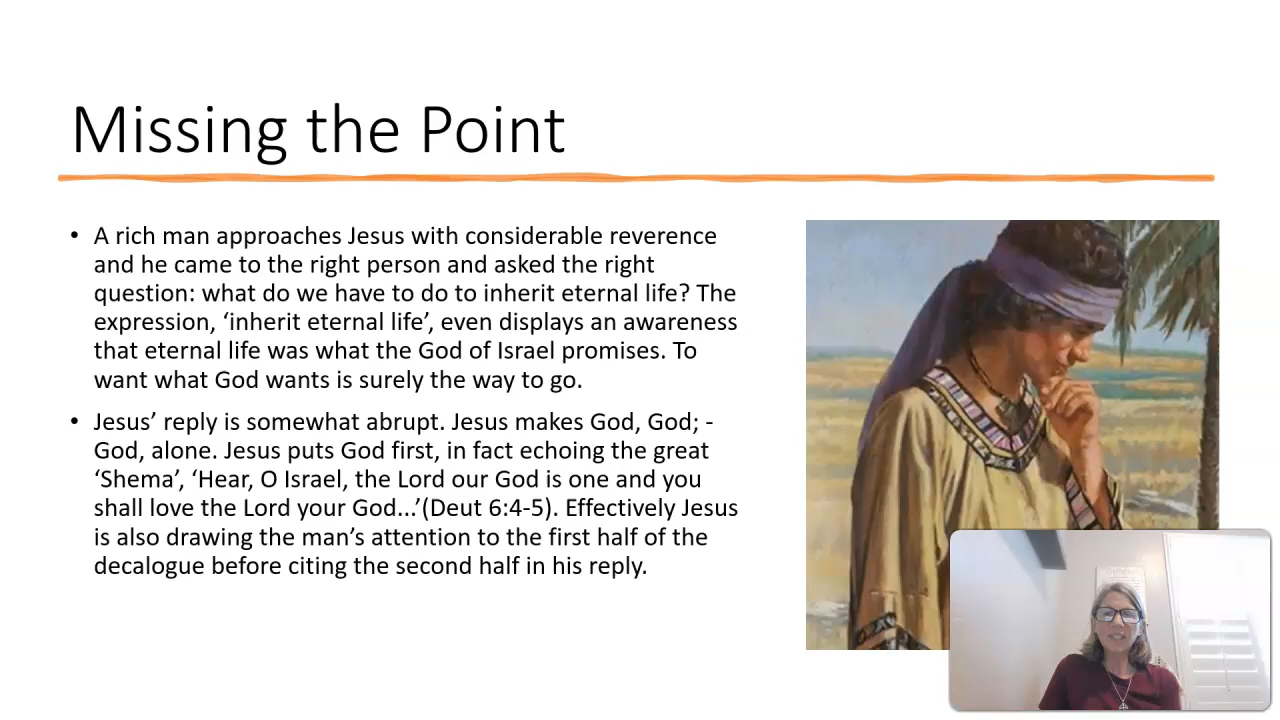 Missing the Point
• A rich man approaches Jesus with considerable reverence
and he came to the right person and asked the right
question: what do we have to do to inherit eternal life? The
expression, ‘inherit eternal life’, even displays an awareness
that eternal life was what the God of Israel promises. To
want what God wants is surely the way to go.
• Jesus’ reply is somewhat abrupt. Jesus makes God, God; -
God, alone. Jesus puts God first, in fact echoing the great
‘Shema’, ‘Hear, O Israel, the Lord our God is one and you
shall love the Lord your God...’(Deut 6:4-5). Effectively Jesus
is also drawing the man’s attention to the first half of the
decalogue before citing the second half in his reply.